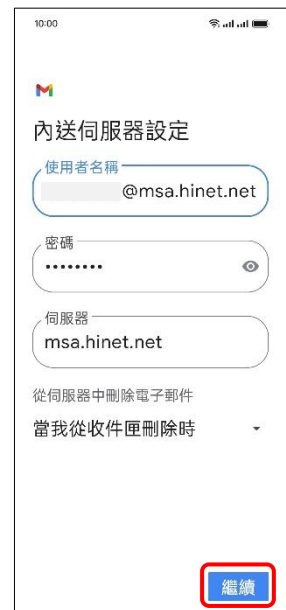 10:00
內送伺服器設定
使用者名稱
@msa.hinet.net
密碼
••••••••
伺服器
msa.hinet.net
從伺服器中刪除電子郵件
當我從收件匣刪除時
繼續